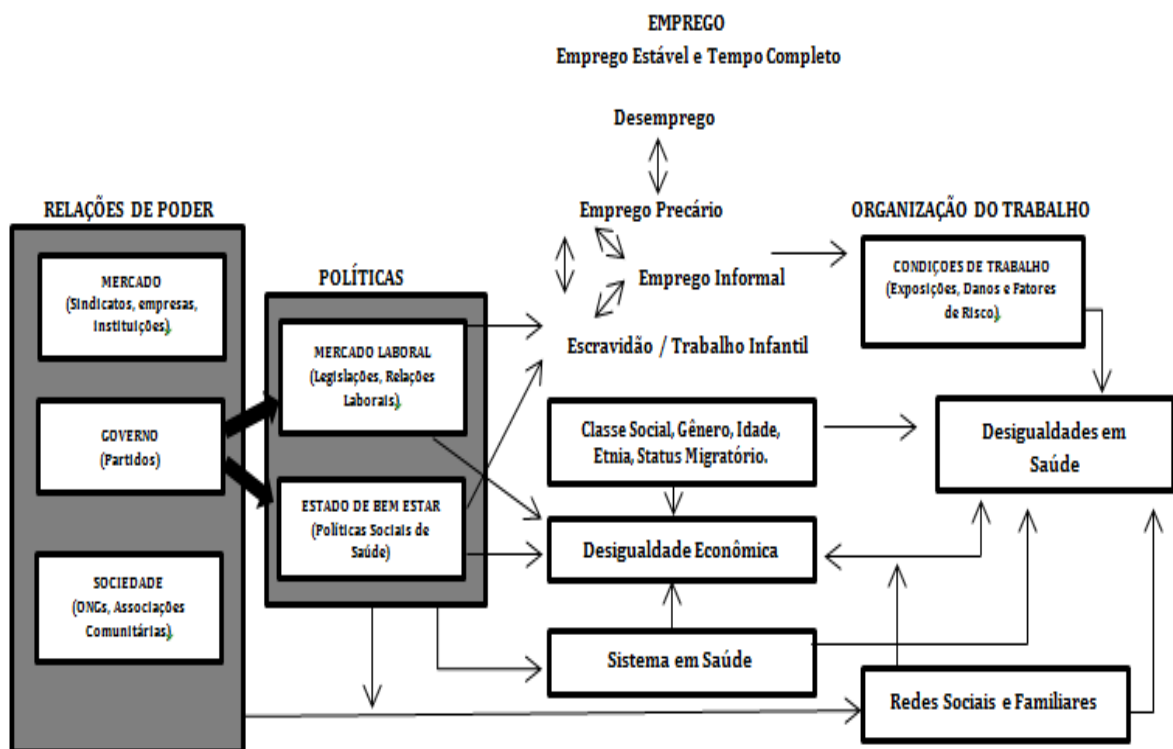 EMPREGO
Emprego Estável e Tempo Completo
Desemprego
RELAÇÕES DE PODER
Emprego Precário
ORGANIZAÇÃO DO TRABALHO
MERCADO
(Sindicatos, empresas,
instituições).
POLÍTICAS
Emprego Informal
CONDIÇOES DE TRABALHO
(Exposições, Danos e Fatores
de Risco).
MERCADO LABORAL
(Legislações, Relações
Laborais).
Escravidão / Trabalho Infantil
GOVERNO
(Partidos)
Classe Social, Gênero, Idade,
Etnia, Status Migratório.
Desigualdades em
Saúde
ESTADO DE BEM ESTAR
(Políticas Sociais de
Saúde)
Desigualdade Econômica
SOCIEDADE
(ONGs, Associações
Comunitárias).
Sistema em Saúde
Redes Sociais e Familiares